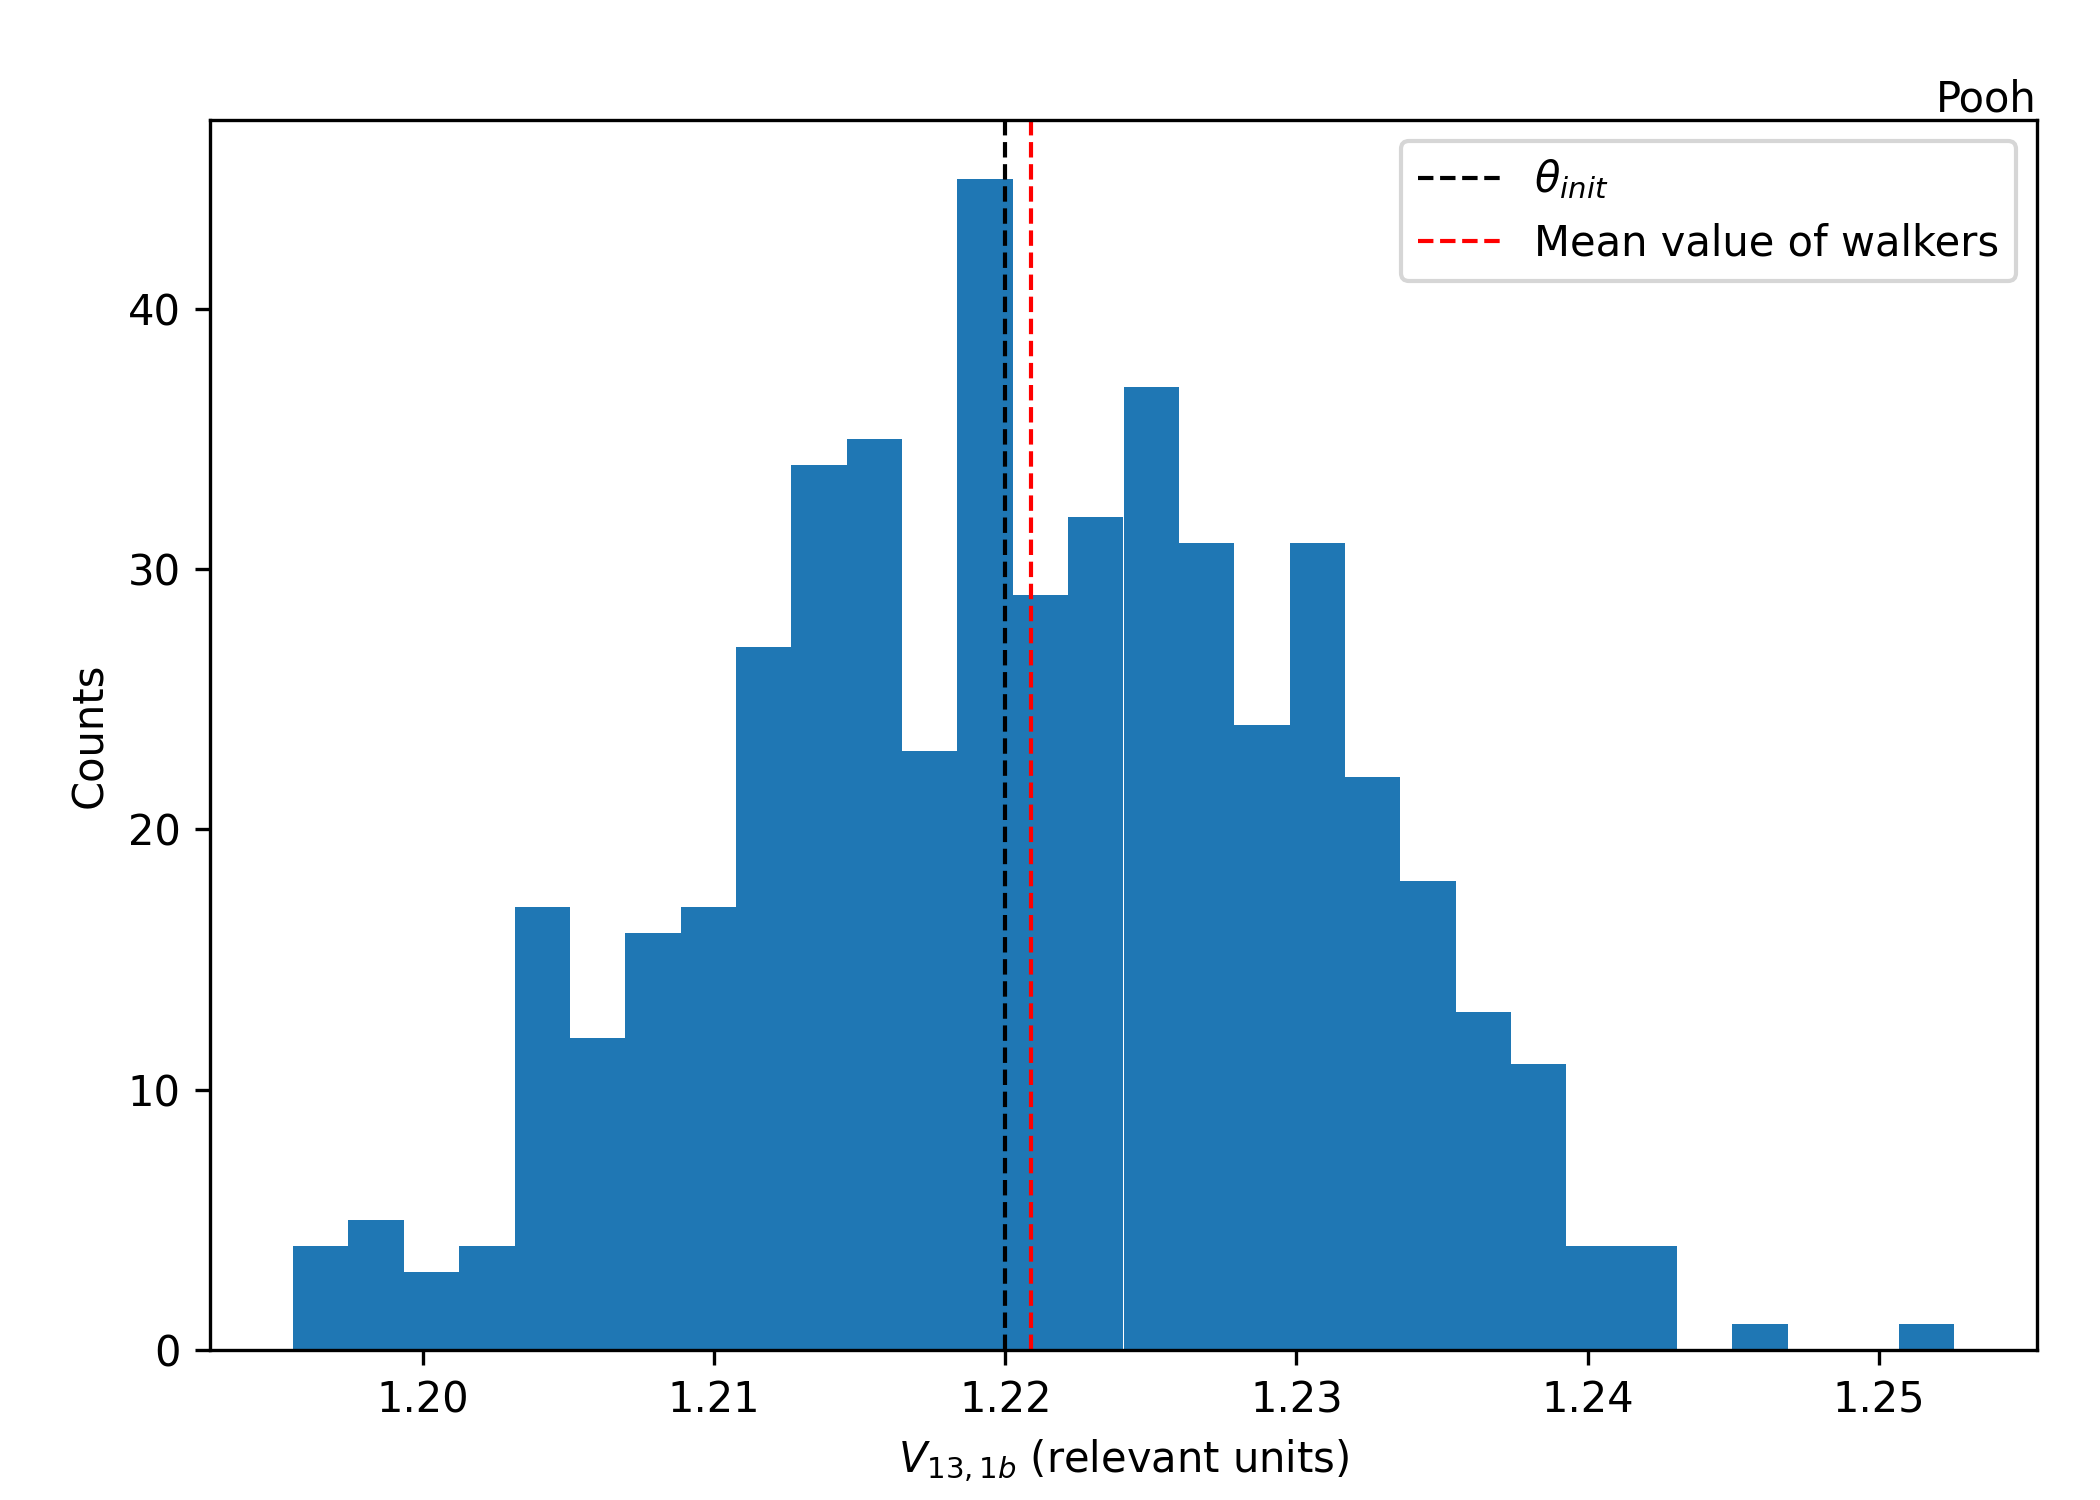 Pooh
θinit
Mean value of walkers
40
30
20
10
0
Counts
1.20 1.21 1.22 1.23 1.24 1.25
V13, 1b (relevant units)